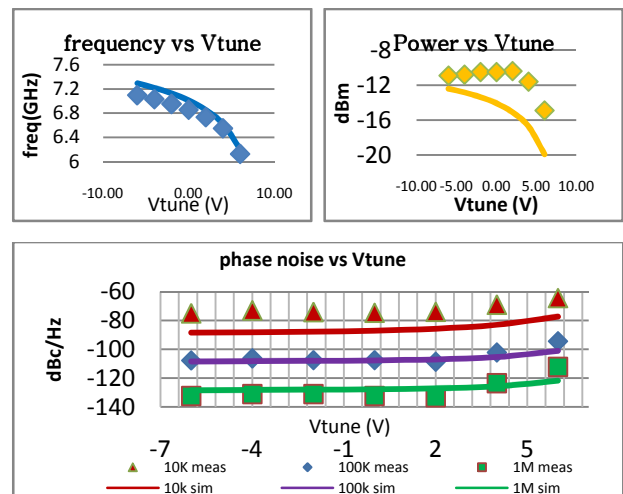 frequency vs Vtune
7.6
7.2
6.8
6.4
6
freq(GHz)
-10.00 0.00 10.00
Vtune (V)
Power vs Vtune
-8
-12
-16
-20
dBm
-10.00 -5.00 0.00 5.00 10.00
Vtune (V)
phase noise vs Vtune
-60
-80
-100
-120
-140
dBc/Hz
Vtune (V)
-7 -4 -1 2 5
10K meas 100K meas 1M meas
10k sim 100k sim 1M sim